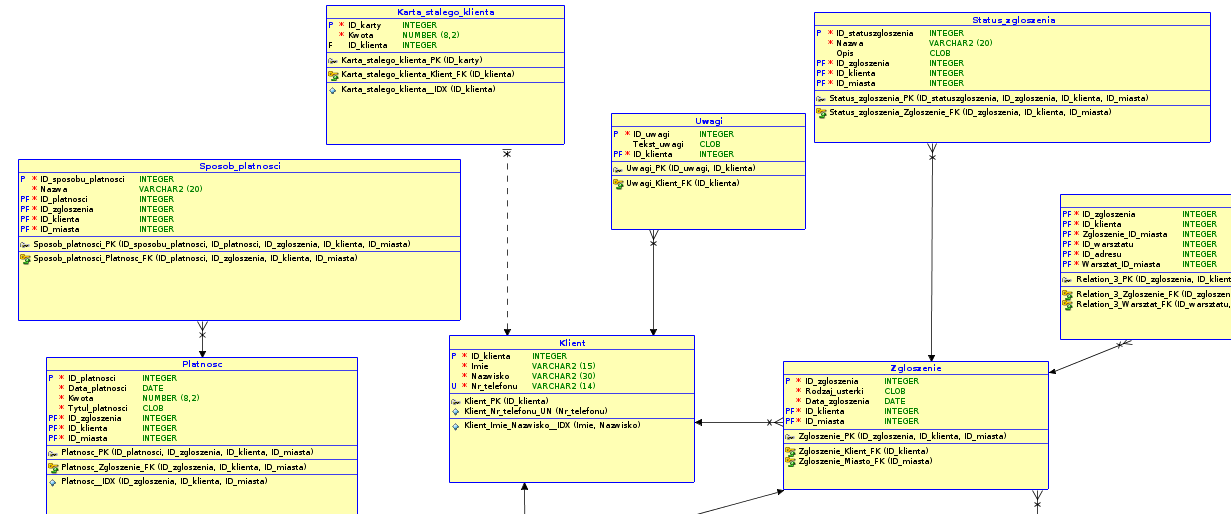 Karta_stalego_klienta
P * ID_karty INTEGER
* Kwota NUMBER (8,2)
F ID_klienta INTEGER
Karta_stalego_klienta_PK (ID_karty)
Karta_stalego_klienta_Klient_FK (ID_klienta)
Karta_stalego_klienta__IDX (ID_klienta)
Status_zgloszenia
P * ID_statuszgloszenia INTEGER
* Nazwa VARCHAR2 (20)
Opis CLOB
PF * ID_zgloszenia INTEGER
PF * ID_klienta INTEGER
PF * ID_miasta INTEGER
Status_zgloszenia_PK (ID_statuszgloszenia, ID_zgloszenia, ID_klienta, ID_miasta)
Status_zgloszenia_Zgloszenie_FK (ID_zgloszenia, ID_klienta, ID_miasta)
Uwagi
P * ID_uwagi INTEGER
Tekst_uwagi CLOB
PF * ID_klienta INTEGER
Uwagi_PK (ID_uwagi, ID_klienta)
Uwagi_Klient_FK (ID_klienta)
Sposob_platnosci
P * ID_sposobu_platnosci INTEGER
* Nazwa VARCHAR2 (20)
PF * ID_platnosci INTEGER
PF * ID_zgloszenia INTEGER
PF * ID_klienta INTEGER
PF * ID_miasta INTEGER
Sposob_platnosci_PK (ID_sposobu_platnosci, ID_platnosci, ID_zgloszenia, ID_klienta, ID_miasta)
Sposob_platnosci_Platnosc_FK (ID_platnosci, ID_zgloszenia, ID_klienta, ID_miasta)
PF * ID_zgloszenia INTEGER
PF * ID_klienta INTEGER
PF * Zgloszenie_ID_miasta INTEGER
PF * ID_warsztatu INTEGER
PF * ID_adresu INTEGER
PF * Warsztat_ID_miasta INTEGER
Relation_3_PK (ID_zgloszenia, ID_klient
Relation_3_Zgloszenie_FK (ID_zgloszen
Relation_3_Warsztat_FK (ID_warsztatu,
Klient
P * ID_klienta INTEGER
* Imie VARCHAR2 (15)
* Nazwisko VARCHAR2 (30)
U * Nr_telefonu VARCHAR2 (14)
Klient_PK (ID_klienta)
Klient_Nr_telefonu_UN (Nr_telefonu)
Klient_Imie_Nazwisko__IDX (Imie, Nazwisko)
Platnosc
P * ID_platnosci INTEGER
* Data_platnosci DATE
* Kwota NUMBER (8,2)
* Tytul_platnosci CLOB
PF * ID_zgloszenia INTEGER
PF * ID_klienta INTEGER
PF * ID_miasta INTEGER
Platnosc_PK (ID_platnosci, ID_zgloszenia, ID_klienta, ID_miasta)
Platnosc_Zgloszenie_FK (ID_zgloszenia, ID_klienta, ID_miasta)
Platnosc__IDX (ID_zgloszenia, ID_klienta, ID_miasta)
Zgloszenie
P * ID_zgloszenia INTEGER
* Rodzaj_usterki CLOB
* Data_zgloszenia DATE
PF * ID_klienta INTEGER
PF * ID_miasta INTEGER
Zgloszenie_PK (ID_zgloszenia, ID_klienta, ID_miasta)
Zgloszenie_Klient_FK (ID_klienta)
Zgloszenie_Miasto_FK (ID_miasta)